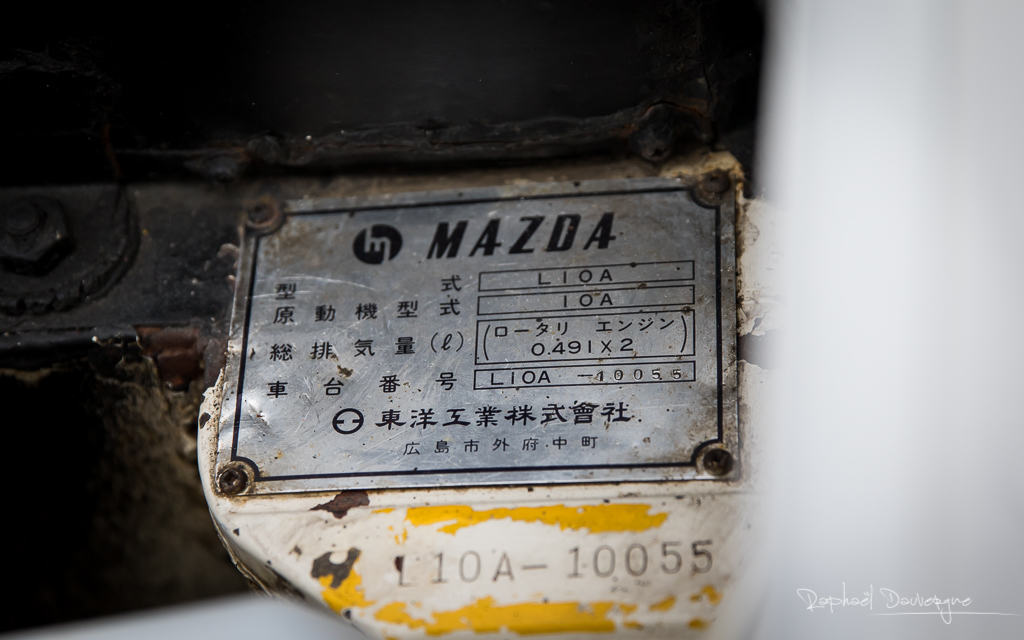 MAZDA
型式 L10A
原動機型式 10A
総排気量(ℓ) (ロータリ エンジン 0.491X2)
車台番号 L10A -10055
東洋工業株式會社
広島市外府中町
L10A-10055
Raphaël Dauvergne